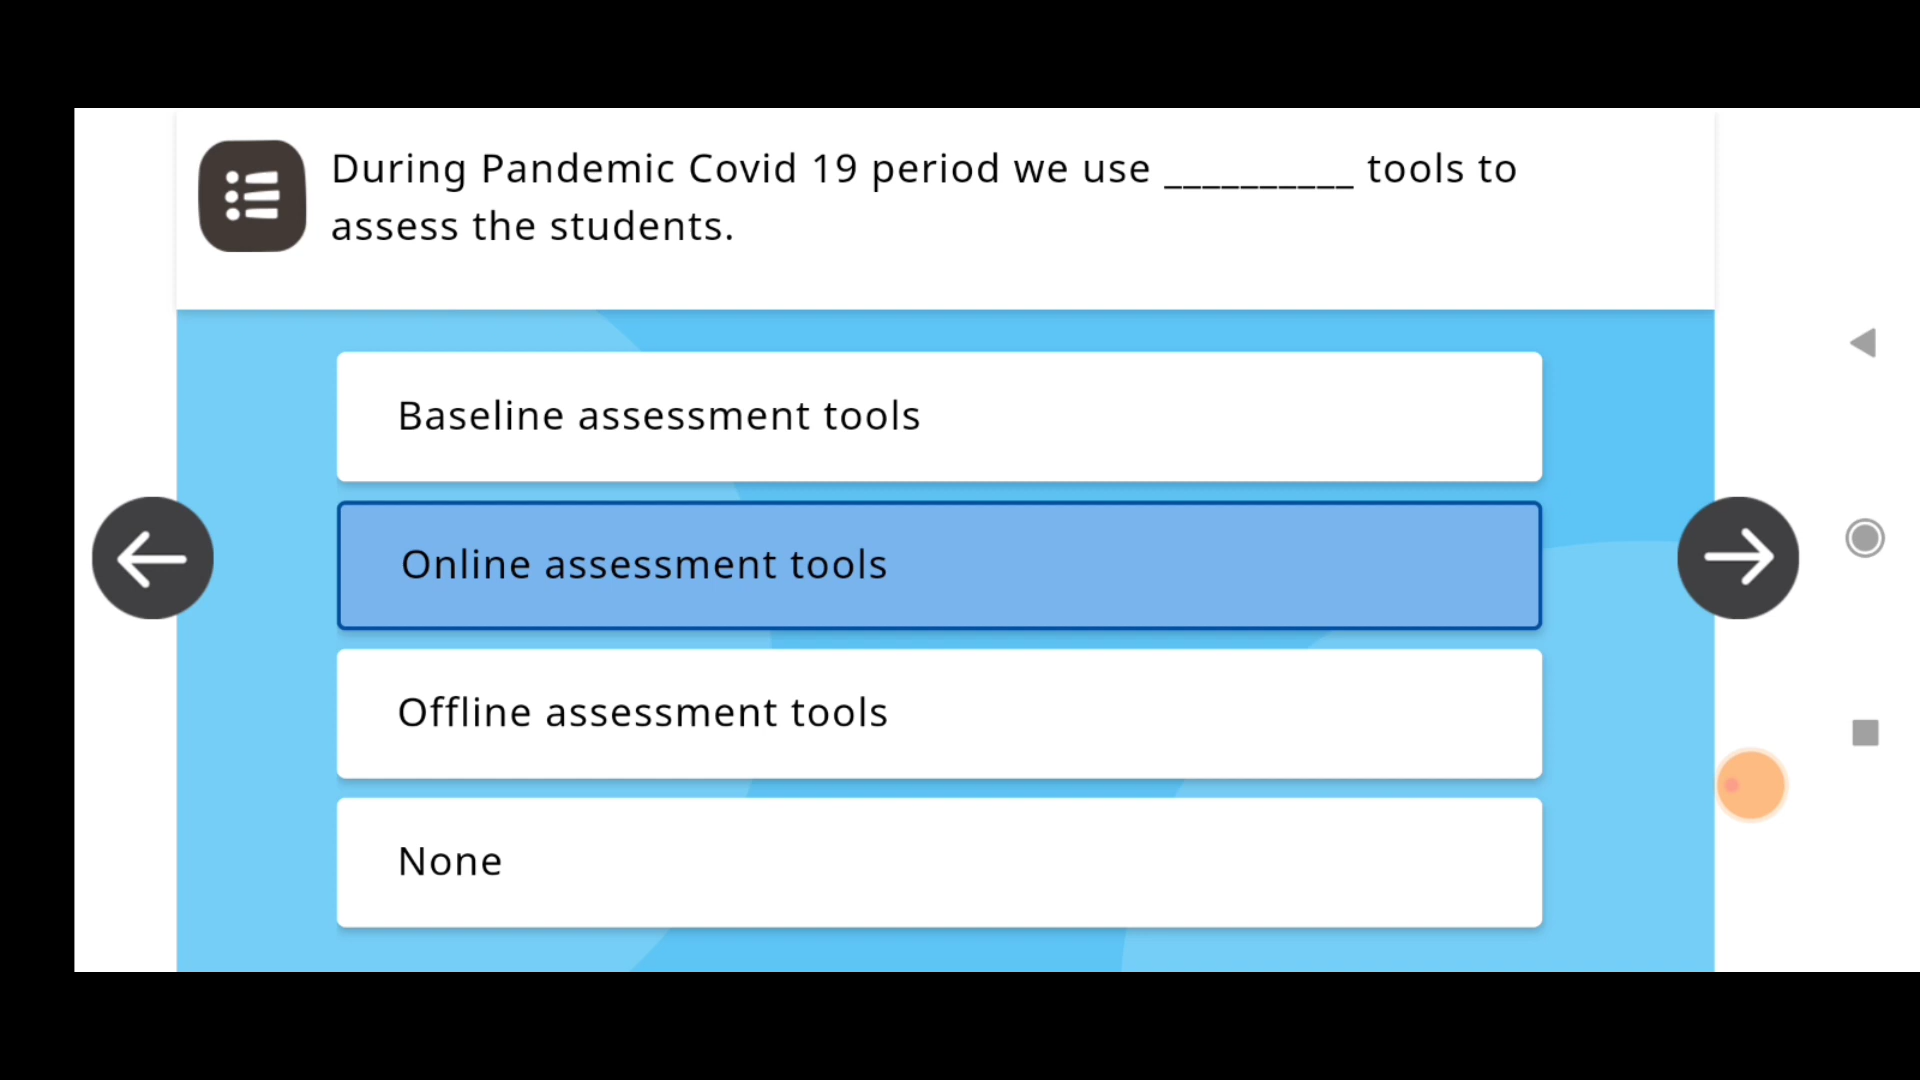 During Pandemic Covid 19 period we use __________ tools to
assess the students.
Baseline assessment tools
Online assessment tools
Offline assessment tools
None